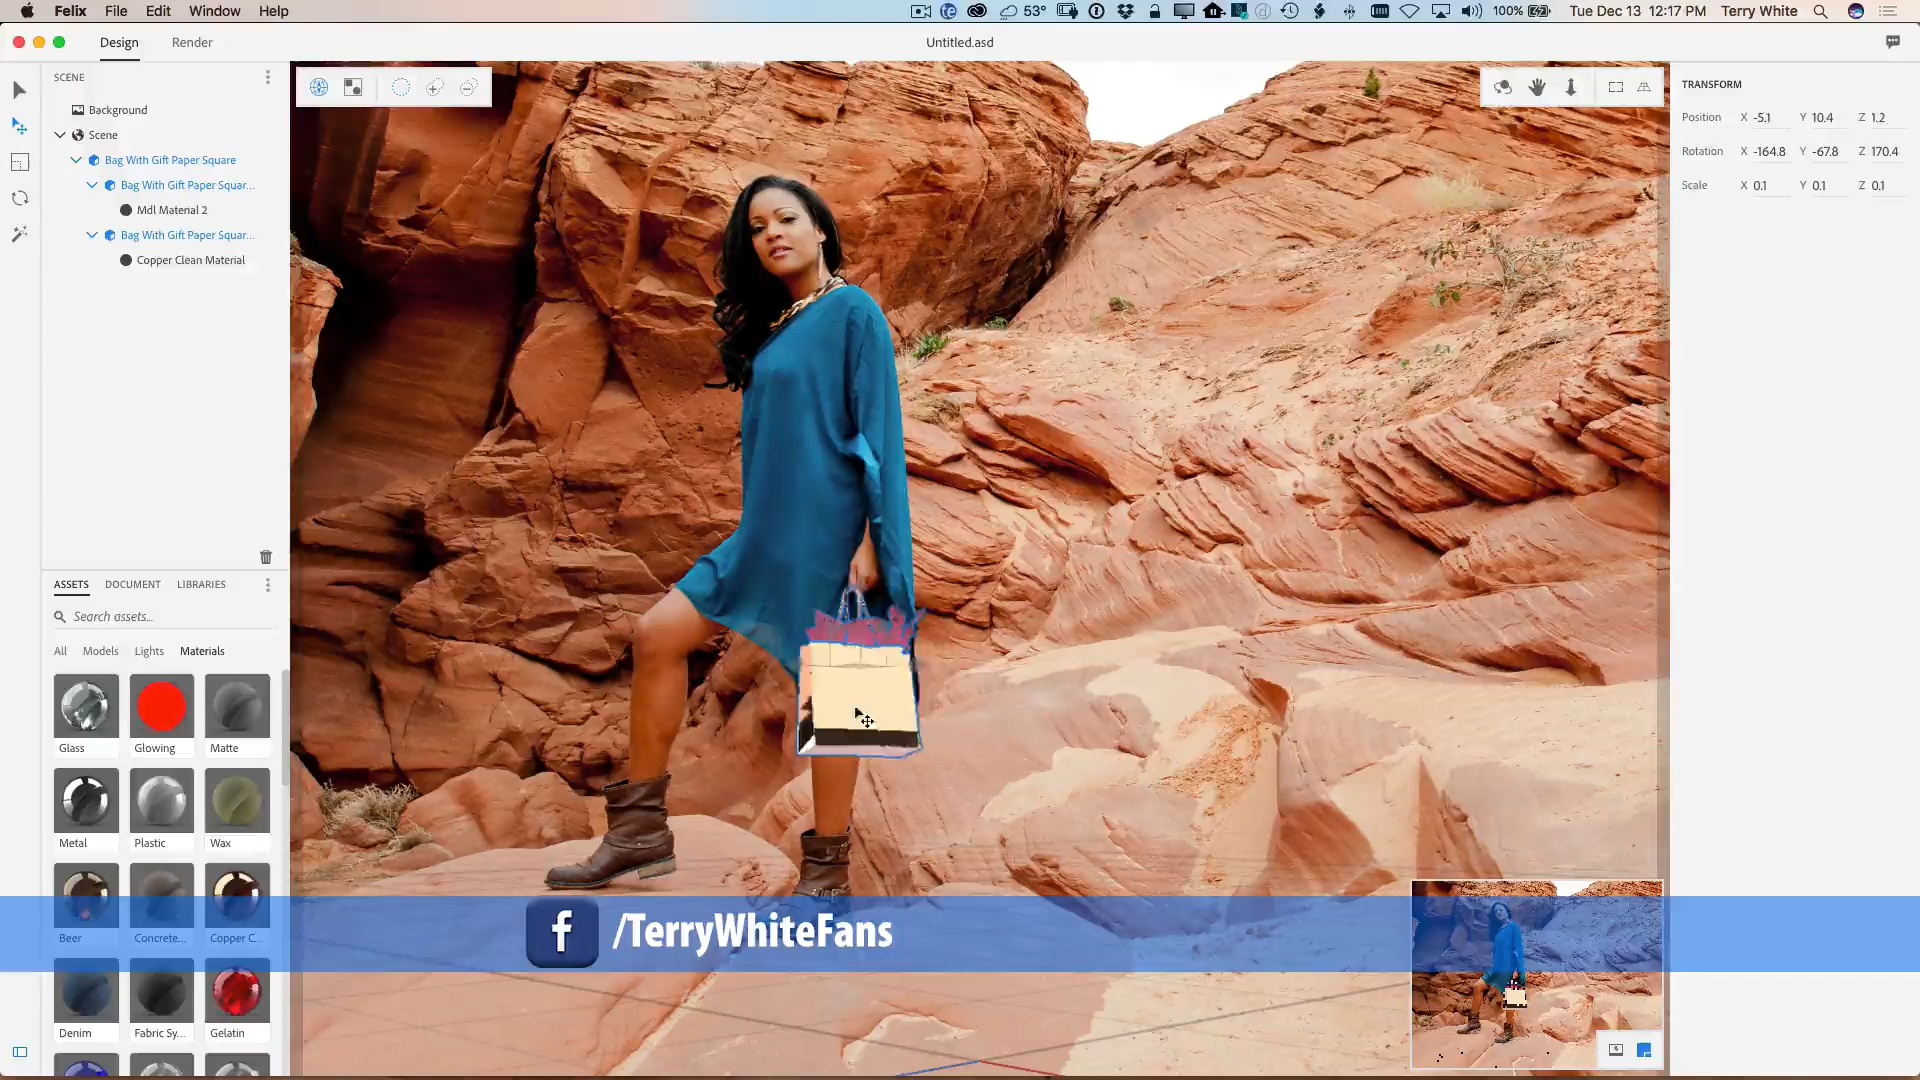 Felix File Edit Window Help
53° 100% Tue Dec 13 12:17 PM Terry White
Design Render
Untitled.asd
SCENE
Background
Scene
Bag With Gift Paper Square
Bag With Gift Paper Squar...
Mdl Material 2
Bag With Gift Paper Squar...
Copper Clean Material
TRANSFORM
Position X -5.1 Y 10.4 Z 1.2
Rotation X -164.8 Y -67.8 Z 170.4
Scale X 0.1 Y 0.1 Z 0.1
ASSETS DOCUMENT LIBRARIES
Search assets...
All Models Lights Materials
Glass Glowing Matte
Metal Plastic Wax
Beer Concrete... Copper C...
Denim Fabric Sy... Gelatin
f /TerryWhiteFans